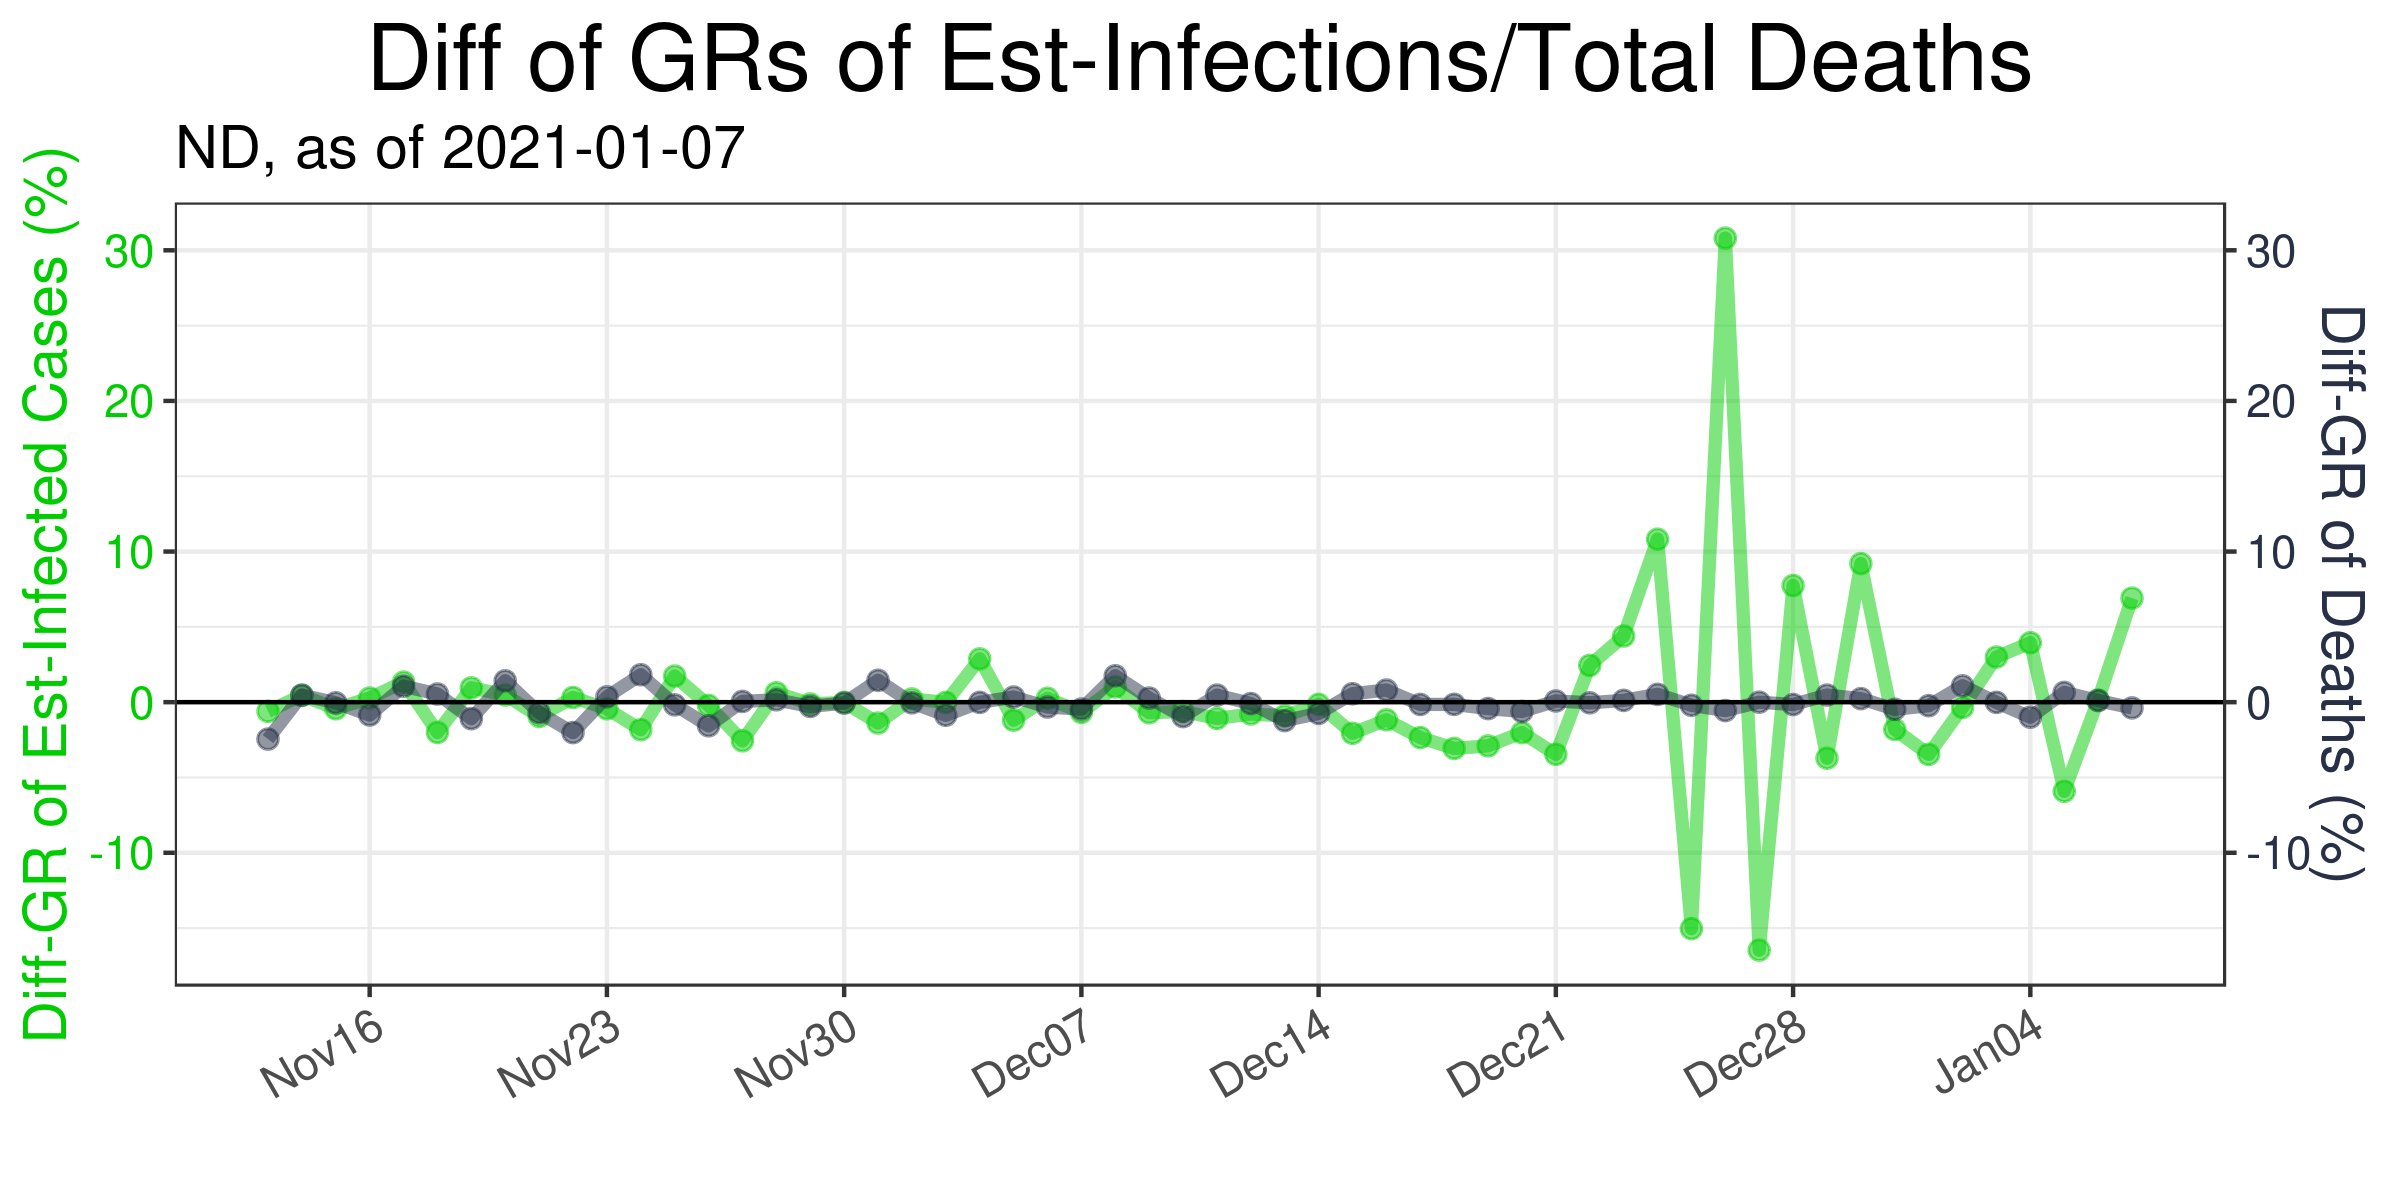 Diff of GRs of Est-Infections/Total Deaths
ND, as of 2021-01-07
Diff-GR of Est-Infected Cases (%)
30
20
10
0
-10
30
20
10
0
-10
Diff-GR of Deaths (%)
Nov16
Nov23
Nov30
Dec07
Dec14
Dec21
Dec28
Jan04